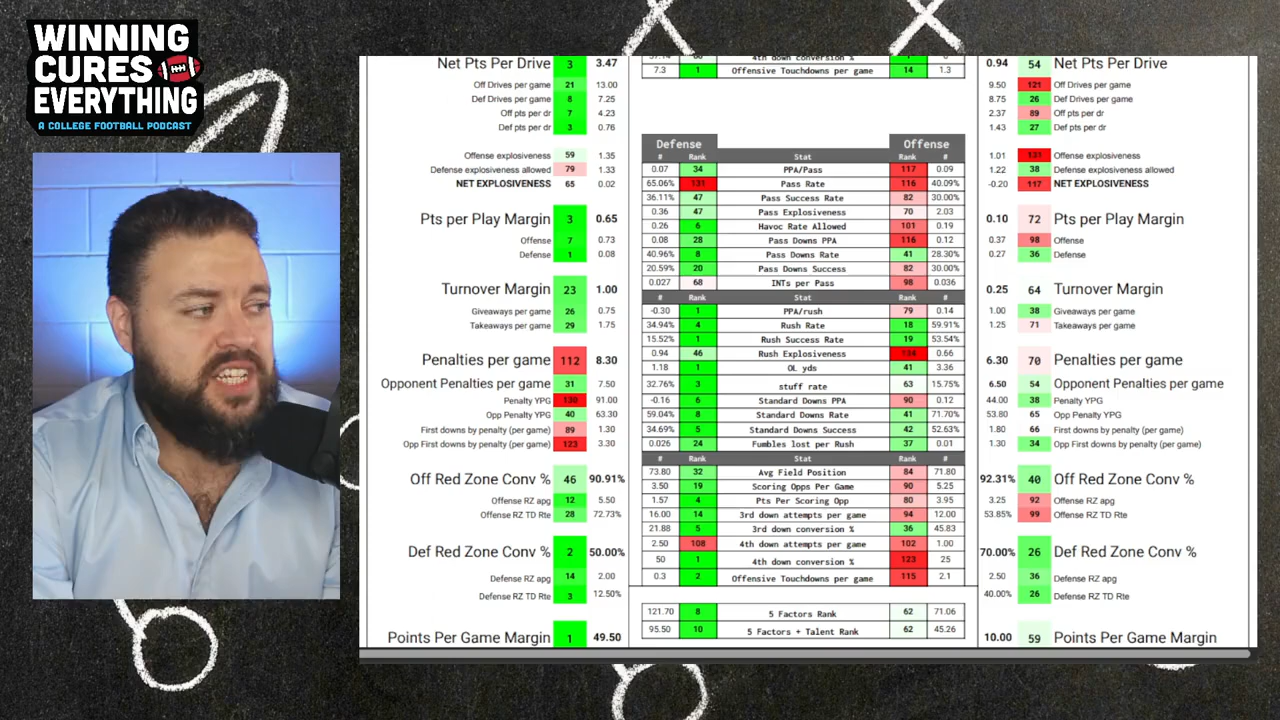 WINNING
CURES
EVERYTHING
A COLLEGE FOOTBALL PODCAST
Net Pts Per Drive 3 3.47
Off Drives per game 21 13.00
Def Drives per game 8 7.25
Off pts per dr 7 4.23
Def pts per dr 3 0.76
Offense explosiveness 59 1.35
Defense explosiveness allowed 79 1.33
NET EXPLOSIVENESS 65 0.02
Pts per Play Margin 3 0.65
Offense 7 0.73
Defense 1 0.08
Turnover Margin 23 1.00
Giveaways per game 26 0.75
Takeaways per game 29 1.75
Penalties per game 112 8.30
Opponent Penalties per game 31 7.50
Penalty YPG 130 91.00
Opp Penalty YPG 40 63.30
First downs by penalty (per game) 89 1.30
Opp First downs by penalty (per game) 123 3.30
Off Red Zone Conv % 46 90.91%
Offense RZ apg 12 5.50
Offense RZ TD Rte 28 72.73%
Def Red Zone Conv % 2 50.00%
Defense RZ apg 14 2.00
Defense RZ TD Rte 3 12.50%
Points Per Game Margin 1 49.50
4th down conversion %
7.3 1 Offensive Touchdowns per game 14 1.3
Defense Offense
# Rank Stat Rank #
0.07 34 PPA/Pass 117 0.09
65.06% 131 Pass Rate 116 40.09%
36.11% 47 Pass Success Rate 82 30.00%
0.36 47 Pass Explosiveness 70 2.03
0.26 6 Havoc Rate Allowed 101 0.19
0.08 28 Pass Downs PPA 116 0.12
40.96% 8 Pass Downs Rate 41 28.30%
20.59% 20 Pass Downs Success 82 30.00%
0.027 68 INTs per Pass 98 0.036
# Rank Stat Rank #
-0.30 1 PPA/rush 79 0.14
34.94% 4 Rush Rate 18 59.91%
15.52% 1 Rush Success Rate 19 53.54%
0.94 46 Rush Explosiveness 0.66
1.18 1 OL yds 41 3.36
32.76% 3 stuff rate 63 15.75%
-0.16 6 Standard Downs PPA 90 0.12
59.04% 8 Standard Downs Rate 41 71.70%
34.69% 5 Standard Downs Success 42 52.63%
0.026 24 Fumbles lost per Rush 37 0.01
# Rank Stat Rank #
73.80 32 Avg Field Position 84 71.80
3.50 19 Scoring Opps Per Game 90 5.25
1.57 4 Pts Per Scoring Opp 80 3.95
16.00 14 3rd down attempts per game 94 12.00
21.88 5 3rd down conversion % 36 45.83
2.50 108 4th down attempts per game 102 1.00
50 1 4th down conversion % 123 25
0.3 2 Offensive Touchdowns per game 115 2.1
121.70 8 5 Factors Rank 62 71.06
95.50 10 5 Factors + Talent Rank 62 45.26
0.94 54 Net Pts Per Drive
9.50 121 Off Drives per game
8.75 26 Def Drives per game
2.37 89 Off pts per dr
1.43 27 Def pts per dr
1.01 131 Offense explosiveness
1.22 38 Defense explosiveness allowed
-0.20 117 NET EXPLOSIVENESS
0.10 72 Pts per Play Margin
0.37 98 Offense
0.27 36 Defense
0.25 64 Turnover Margin
1.00 38 Giveaways per game
1.25 71 Takeaways per game
6.30 70 Penalties per game
6.50 54 Opponent Penalties per game
44.00 38 Penalty YPG
53.80 65 Opp Penalty YPG
1.80 66 First downs by penalty (per game)
1.30 34 Opp First downs by penalty (per game)
92.31% 40 Off Red Zone Conv %
3.25 92 Offense RZ apg
53.85% 99 Offense RZ TD Rte
70.00% 26 Def Red Zone Conv %
2.50 36 Defense RZ apg
40.00% 26 Defense RZ TD Rte
10.00 59 Points Per Game Margin